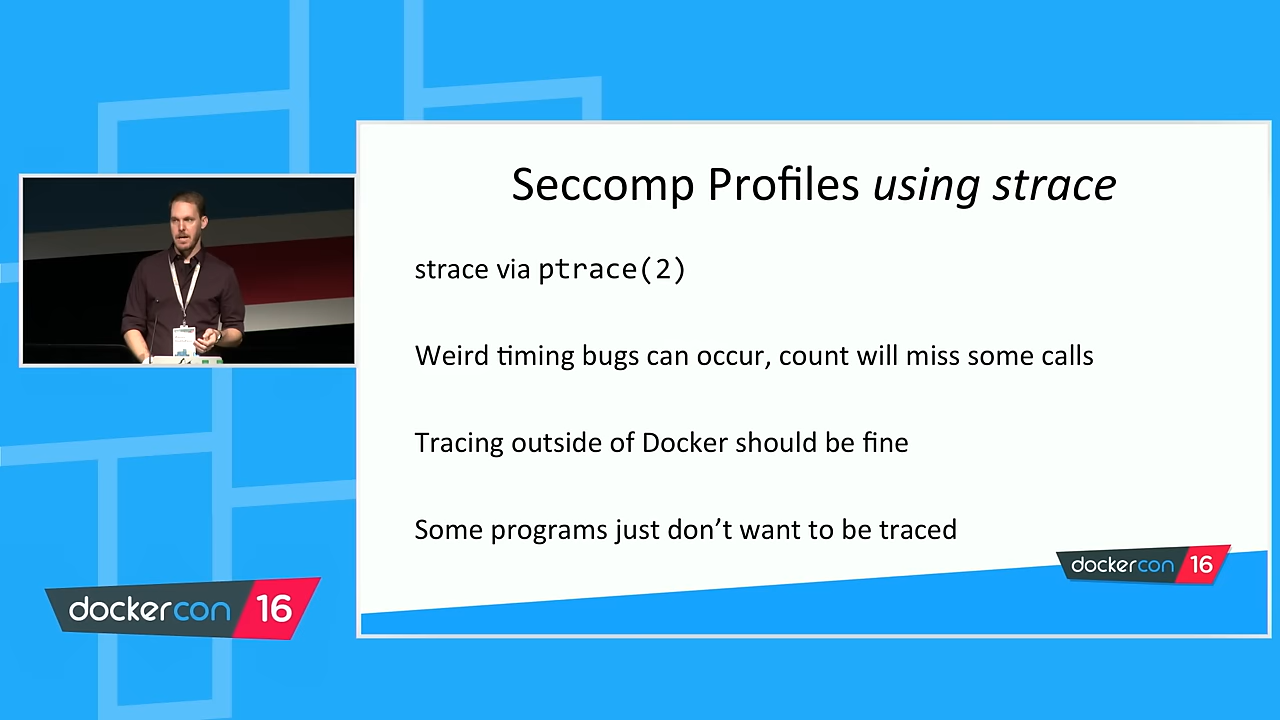 Seccomp Profiles using strace
strace via ptrace(2)
Weird timing bugs can occur, count will miss some calls
Tracing outside of Docker should be fine
Some programs just don’t want to be traced
dockercon 16
dockercon 16